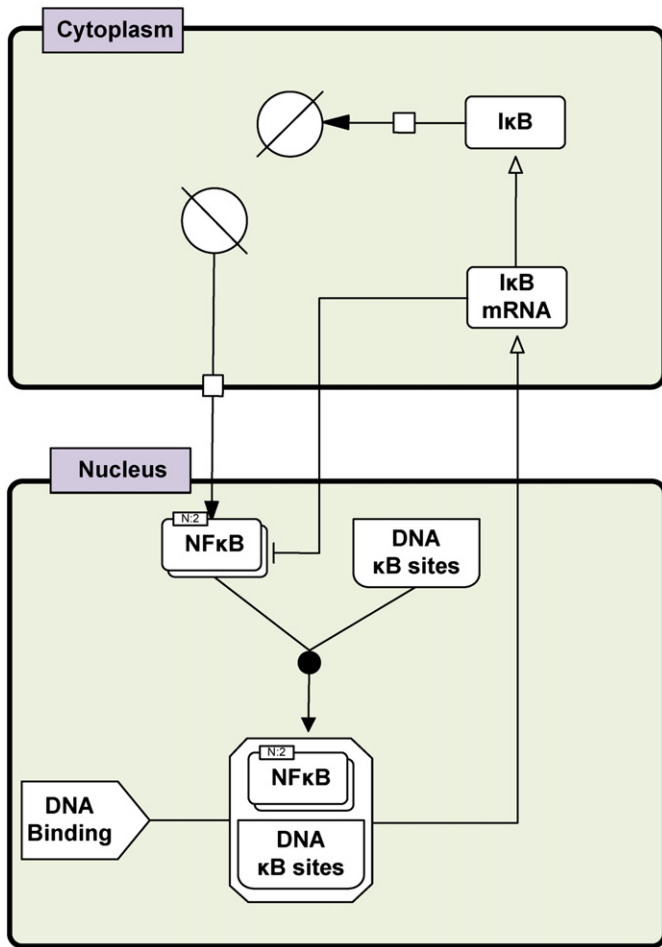 Cytoplasm
IκB
IκB
mRNA
Nucleus
N:2
NFκB
DNA
κB sites
N:2
NFκB
DNA
Binding
DNA
κB sites